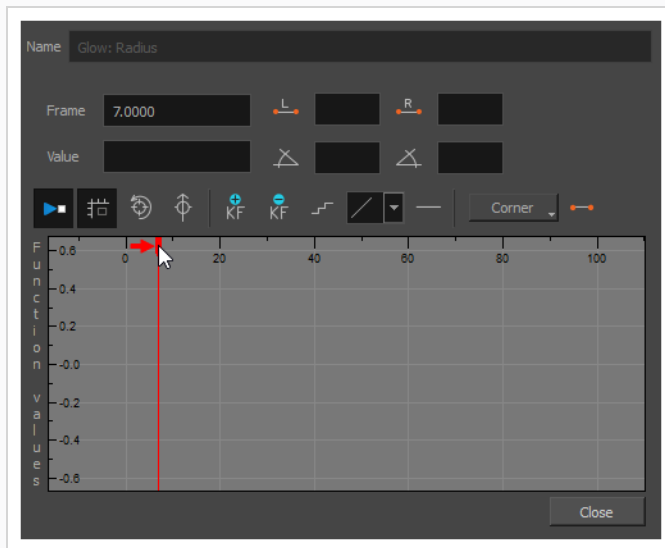 Name Glow: Radius
L R
Frame 7.0000
Value
KF KF Corner
Function values
0.6
0 20 40 60 80 100
0.4
0.2
-0.0
-0.2
-0.4
-0.6
Close